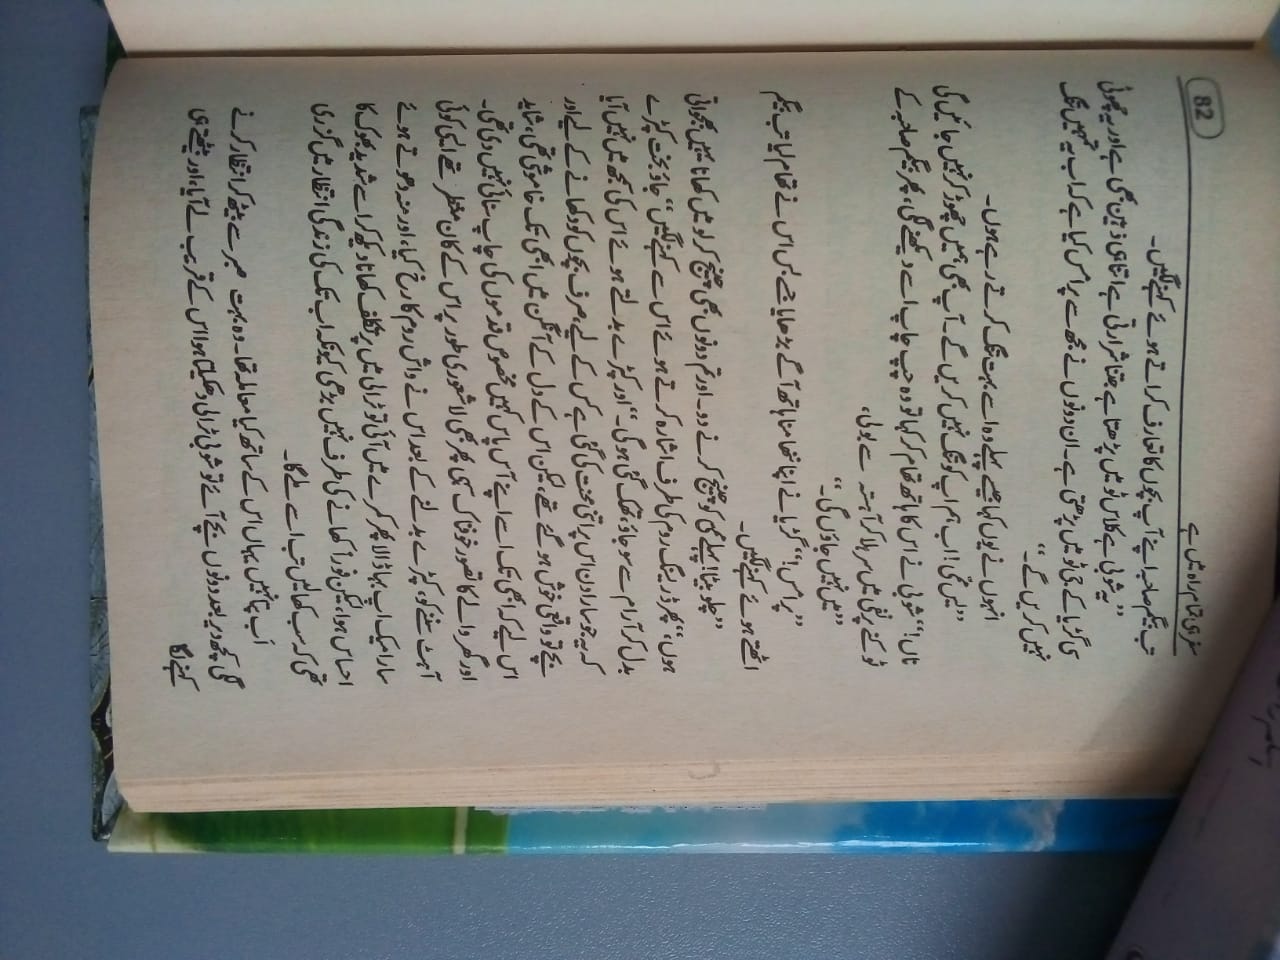 82
سفر ہی تمام راہ میں ہے
تب بیگم صاحبہ اپنے آپ بچوں کا تعارف کراتے ہوئے کہنے لگیں۔
”یہ شوبی ہے کلاس ٹو میں پڑھتا ہے جتنا شرارتی ہے اتنا ہی ذہین بھی ہے اور یہ چھوٹی
سی گڑیا کے جی ٹو میں پڑھتی ہے۔ ان دونوں نے مجھ سے پرامس کیا ہے کہ اب یہ تمہیں تنگ
نہیں کریں گے۔“
انہوں نے یوں کہا جیسے پہلے وہ اسے بہت تنگ کرتے رہے ہوں۔
”یس ممّی! اب ہم اپ کو تنگ نہیں کریں گے۔ آپ بھی ہمیں چھوڑ کر نہیں جائیں گی
ناں!“ شوبی نے اس کا ہاتھ تھام کر کہا تو وہ چپ چاپ اسے دیکھنے لگی، پھر بیگم صاحبہ کے
ٹوکنے پر نفی میں سر ہلا کر آہستہ سے بولی،
”میں نہیں جاؤں گی۔“
”پرامس!“ گڑیا نے اپنا ننھا منا ہاتھ آگے بڑھایا جسے بس اس نے تھام لیا تب بیگم
اٹھتے ہوئے کہنے لگیں۔
”چلو بیٹا! پہلے ممی کو چینج کرنے دو۔ اور تم دونوں بھی چینج کر لو میں کھانا یہیں بھجواتی
ہوں،“ پھر ڈریسنگ روم کی طرف اشارہ کرتے ہوئے اس سے کہنے لگیں“ جاؤ بخت کپڑے
بدل کر آرام سے سو جاؤ، تھک گئی ہوگی۔“ اور کپڑے بدلتے ہوئے اس کی سمجھ میں نہیں آیا
کہ یہ جو سارا دن اس پر اتنی محنت کی گئی ہے کس کے لیے، صرف بچوں کو دکھانے کے لیے اور
بچے تو واقعی خوش ہو گئے تھے، لیکن اس کے دل کے آنگن میں ابھی تک خاموشی تھی، شاید
اس لیے کہ ابھی تک اسے اپنے آس پاس کہیں مخصوص قدموں کی چاپ سنائی نہیں دی تھی۔
اور گھر والے کا تصور خوفناک سہی پھر بھی لاشعوری طور پر اس کے کان منتظر تھے ایسی کوئی
آہٹ سننے کو، کپڑے بدلنے کے بعد اس نے واش روم کا رخ کیا، اور منہ دھوتے ہوئے
سارا میک اپ بہا ڈالا پھر کمرے میں آئی تو ٹرالی میں پرتکلف کھانا دیکھ کر اسے شدید بھوک کا
احساس ہوا، لیکن فوراً کھانے کی طرف نہیں بڑھی کیونکہ اب تک کی زندگی انتظار میں گزری
تھی کہ سب کھالیں تب اسے ملے گا۔
اَب پتا نہیں یہاں اس کے ساتھ کیا معاملہ تھا۔ وہ بہت صبر سے بیٹھ کر انتظار کرنے
لگی کچھ دیر بعد دونوں بچے آئے تو شوبی ٹرالی دھکیلتا ہوا اس کے قریب لے آیا، اور بیٹھتے ہی
کہنے لگا